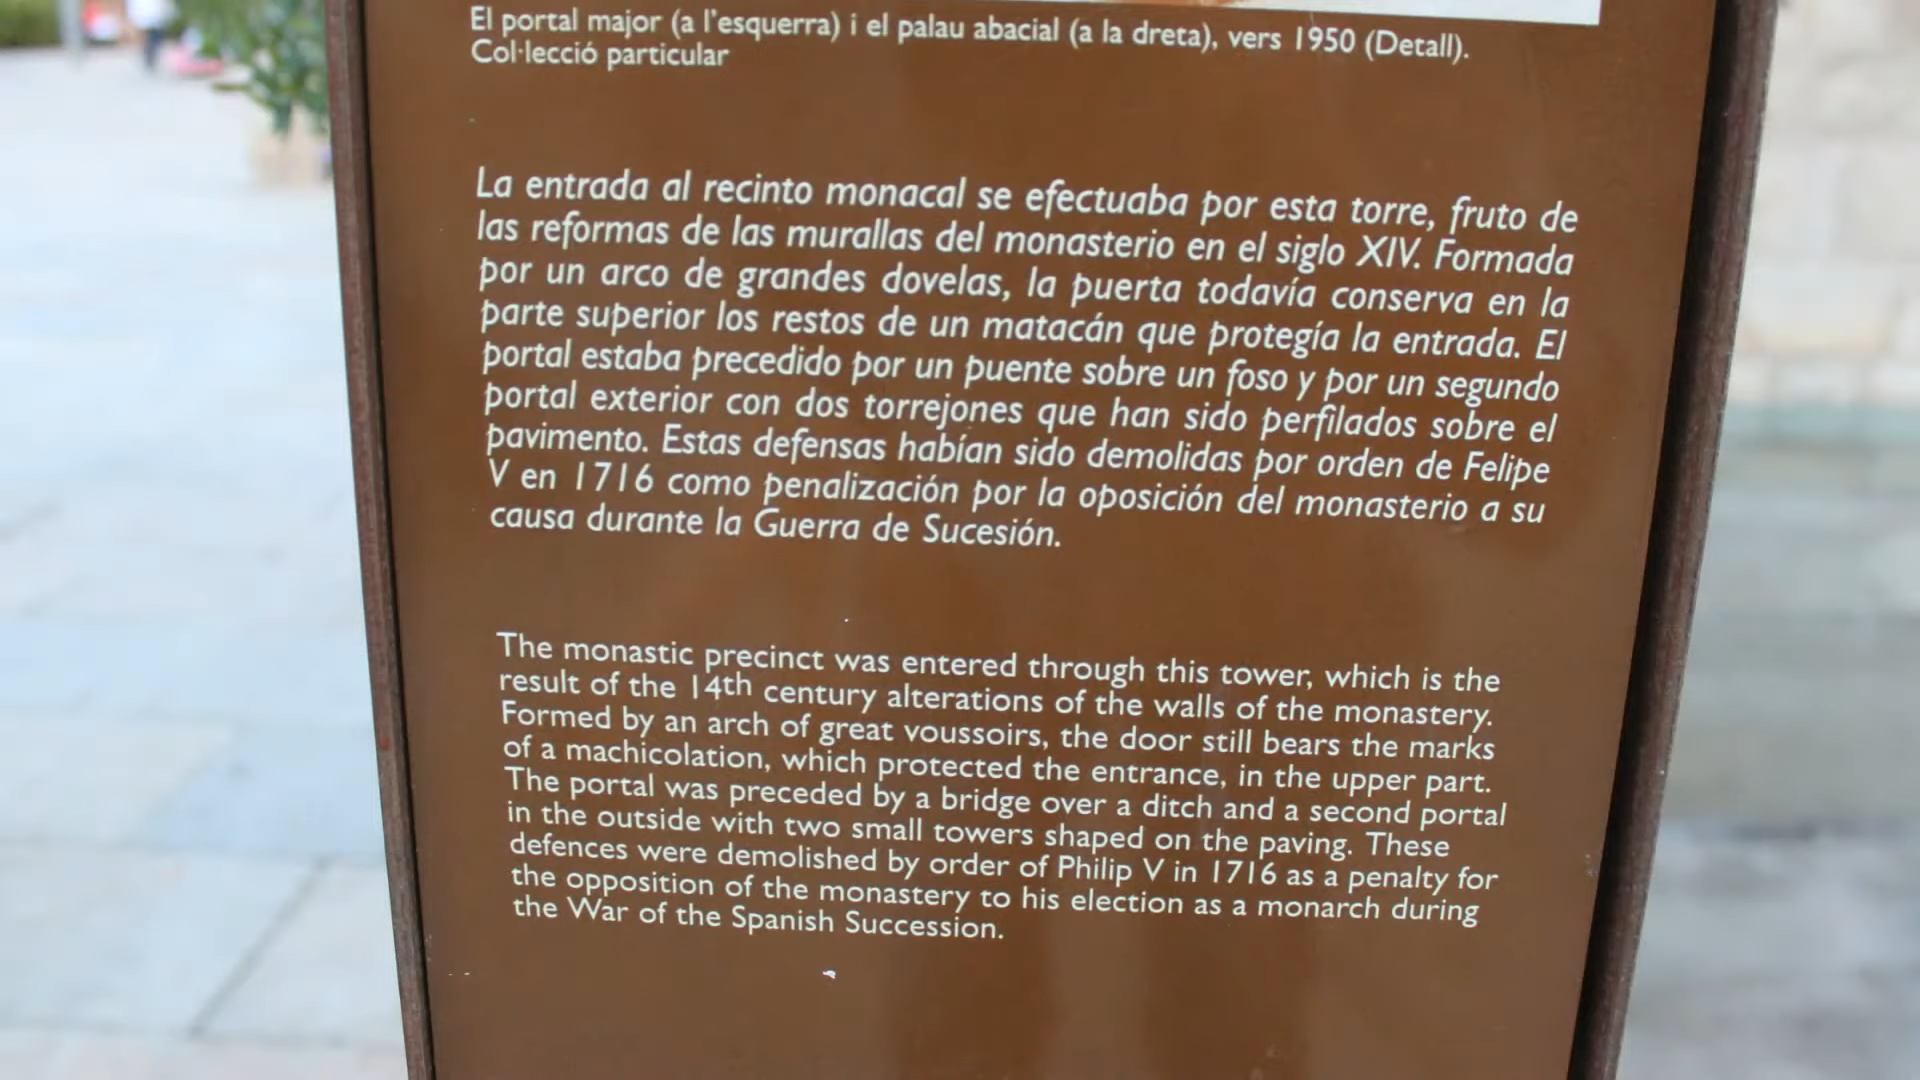 El portal major (a l'esquerra) i el palau abacial (a la dreta), vers 1950 (Detall).
Col·lecció particular
La entrada al recinto monacal se efectuaba por esta torre, fruto de
las reformas de las murallas del monasterio en el siglo XIV. Formada
por un arco de grandes dovelas, la puerta todavía conserva en la
parte superior los restos de un matacán que protegía la entrada. El
portal estaba precedido por un puente sobre un foso y por un segundo
portal exterior con dos torrejones que han sido perfilados sobre el
pavimento. Estas defensas habían sido demolidas por orden de Felipe
V en 1716 como penalización por la oposición del monasterio a su
causa durante la Guerra de Sucesión.
The monastic precinct was entered through this tower, which is the
result of the 14th century alterations of the walls of the monastery.
Formed by an arch of great voussoirs, the door still bears the marks
of a machicolation, which protected the entrance, in the upper part.
The portal was preceded by a bridge over a ditch and a second portal
in the outside with two small towers shaped on the paving. These
defences were demolished by order of Philip V in 1716 as a penalty for
the opposition of the monastery to his election as a monarch during
the War of the Spanish Succession.